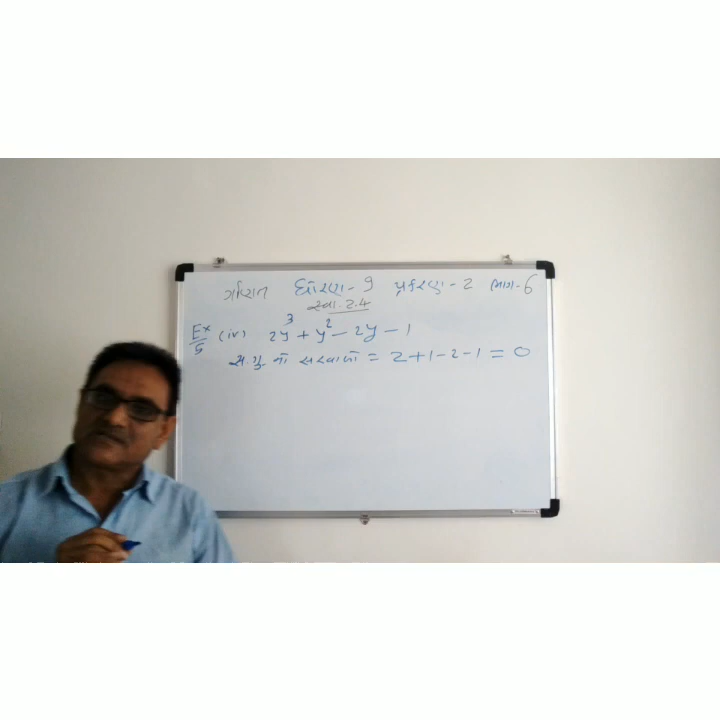 ગણિત ધોરણ - 9 પ્રકરણ - 2 ભાગ - 6
સ્વા. 2.4
Ex/5 (iv) 2y³ + y² - 2y - 1
સ.ગુ. નો સરવાળો = 2 + 1 - 2 - 1 = 0